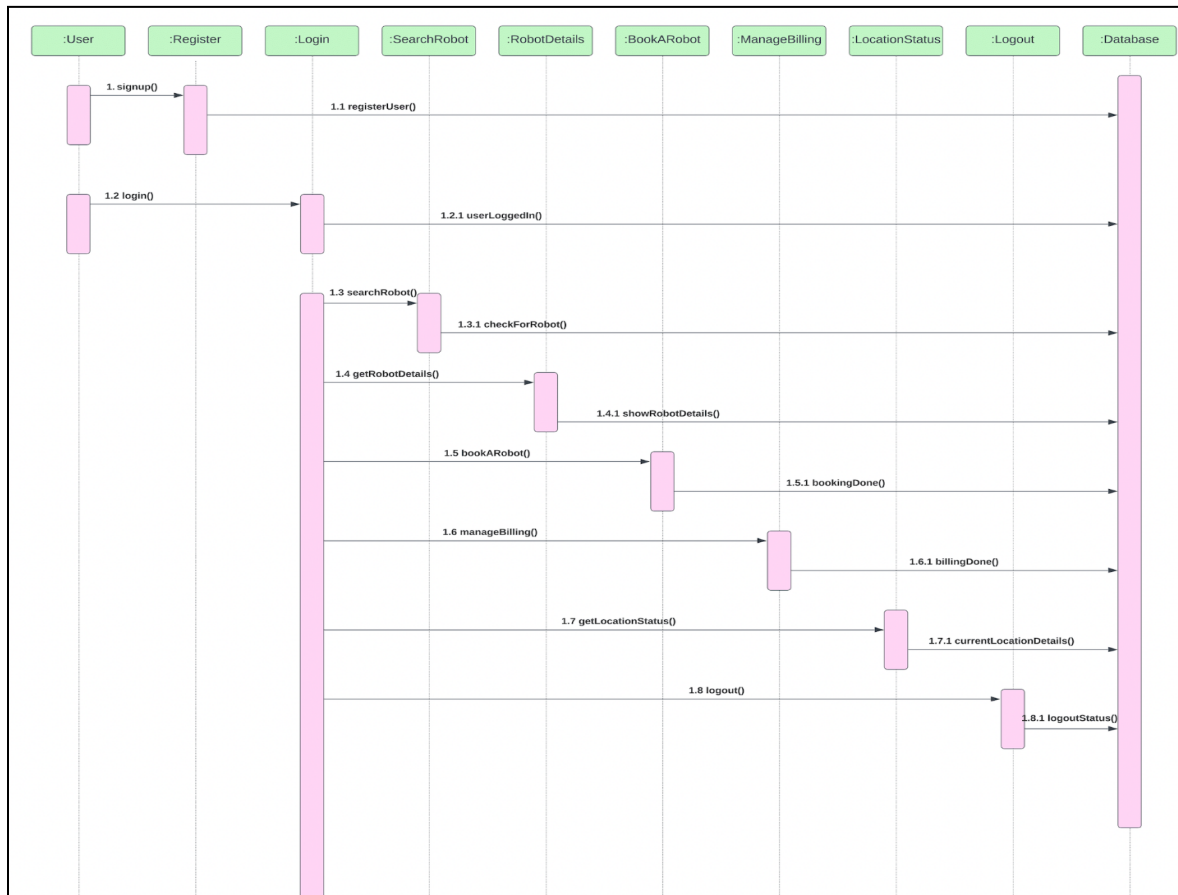 :User
:Register
:Login
:SearchRobot
:RobotDetails
:BookARobot
:ManageBilling
:LocationStatus
:Logout
:Database
1. signup()
1.1 registerUser()
1.2 login()
1.2.1 userLoggedIn()
1.3 searchRobot()
1.3.1 checkForRobot()
1.4 getRobotDetails()
1.4.1 showRobotDetails()
1.5 bookARobot()
1.5.1 bookingDone()
1.6 manageBilling()
1.6.1 billingDone()
1.7 getLocationStatus()
1.7.1 currentLocationDetails()
1.8 logout()
1.8.1 logoutStatus()